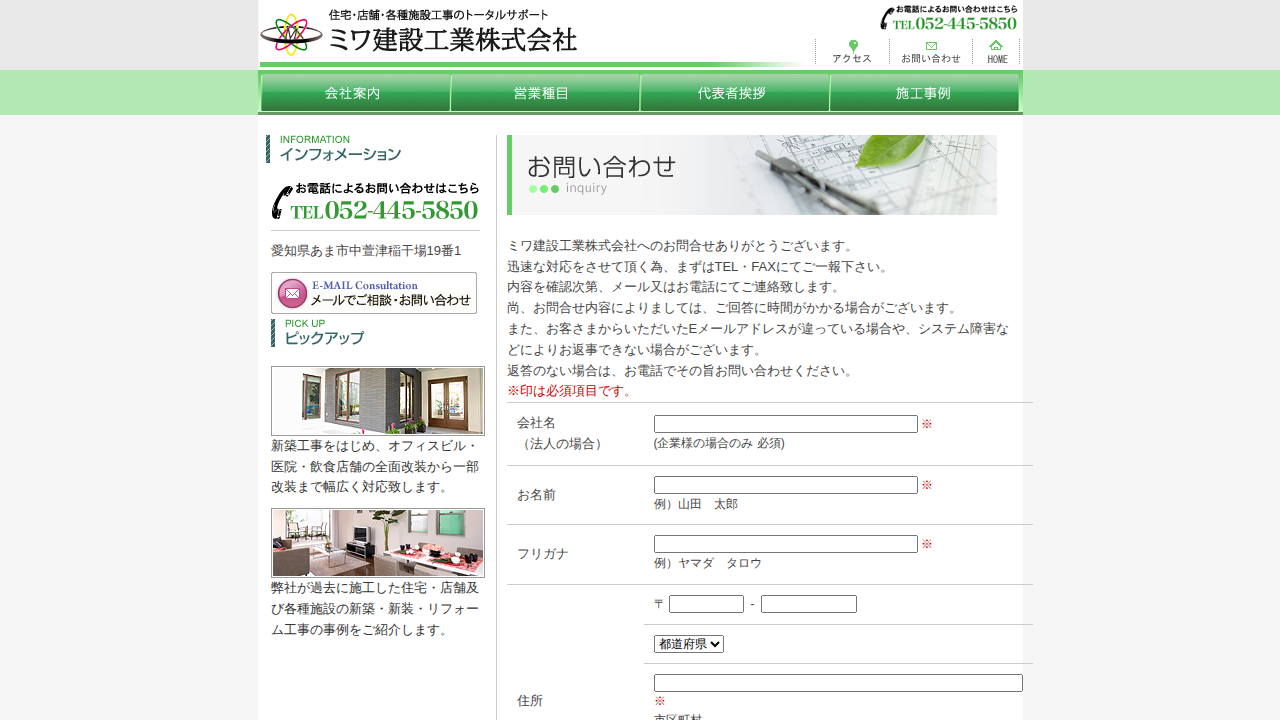 住宅・店舗・各種施設工事のトータルサポート
ミワ建設工業株式会社
お電話によるお問い合わせはこちら
TEL052-445-5850
アクセス
お問い合わせ
HOME
会社案内
営業種目
代表者挨拶
施工事例
INFORMATION
インフォメーション
お電話によるお問い合わせはこちら
TEL052-445-5850
愛知県あま市中萱津稲干場19番1
E-MAIL Consultation
メールでご相談・お問い合わせ
PICK UP
ピックアップ
新築工事をはじめ、オフィスビル・
医院・飲食店舗の全面改装から一部
改装まで幅広く対応致します。
弊社が過去に施工した住宅・店舗及
び各種施設の新築・新装・リフォー
ム工事の事例をご紹介します。
お問い合わせ
inquiry
ミワ建設工業株式会社へのお問合せありがとうございます。
迅速な対応をさせて頂く為、まずはTEL・FAXにてご一報下さい。
内容を確認次第、メール又はお電話にてご連絡致します。
尚、お問合せ内容によりましては、ご回答に時間がかかる場合がございます。
また、お客さまからいただいたEメールアドレスが違っている場合や、システム障害な
どによりお返事できない場合がございます。
返答のない場合は、お電話でその旨お問い合わせください。
※印は必須項目です。
会社名
（法人の場合）
※
(企業様の場合のみ 必須)
お名前
※
例）山田　太郎
フリガナ
※
例）ヤマダ　タロウ
〒 -
都道府県
住所
※
市区町村